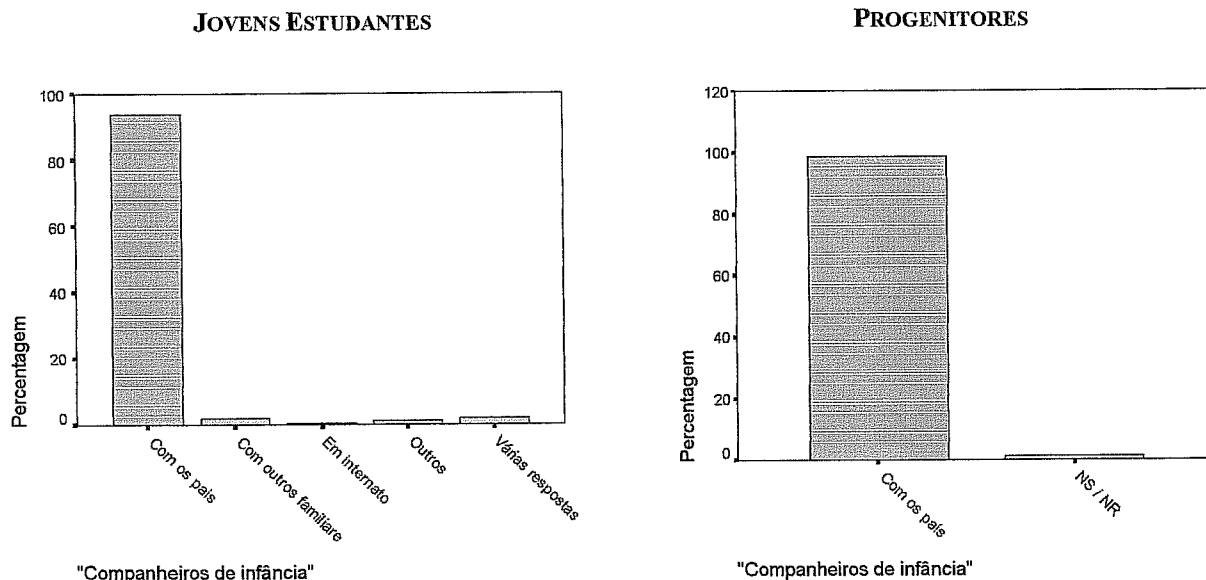 JOVENS ESTUDANTES
100
80
60
40
20
0
Percentagem
Com os pais
Com outros familiare
Em internato
Outros
Várias respostas
"Companheiros de infância"
PROGENITORES
120
100
80
60
40
20
0
Percentagem
Com os pais
NS / NR
"Companheiros de infância"